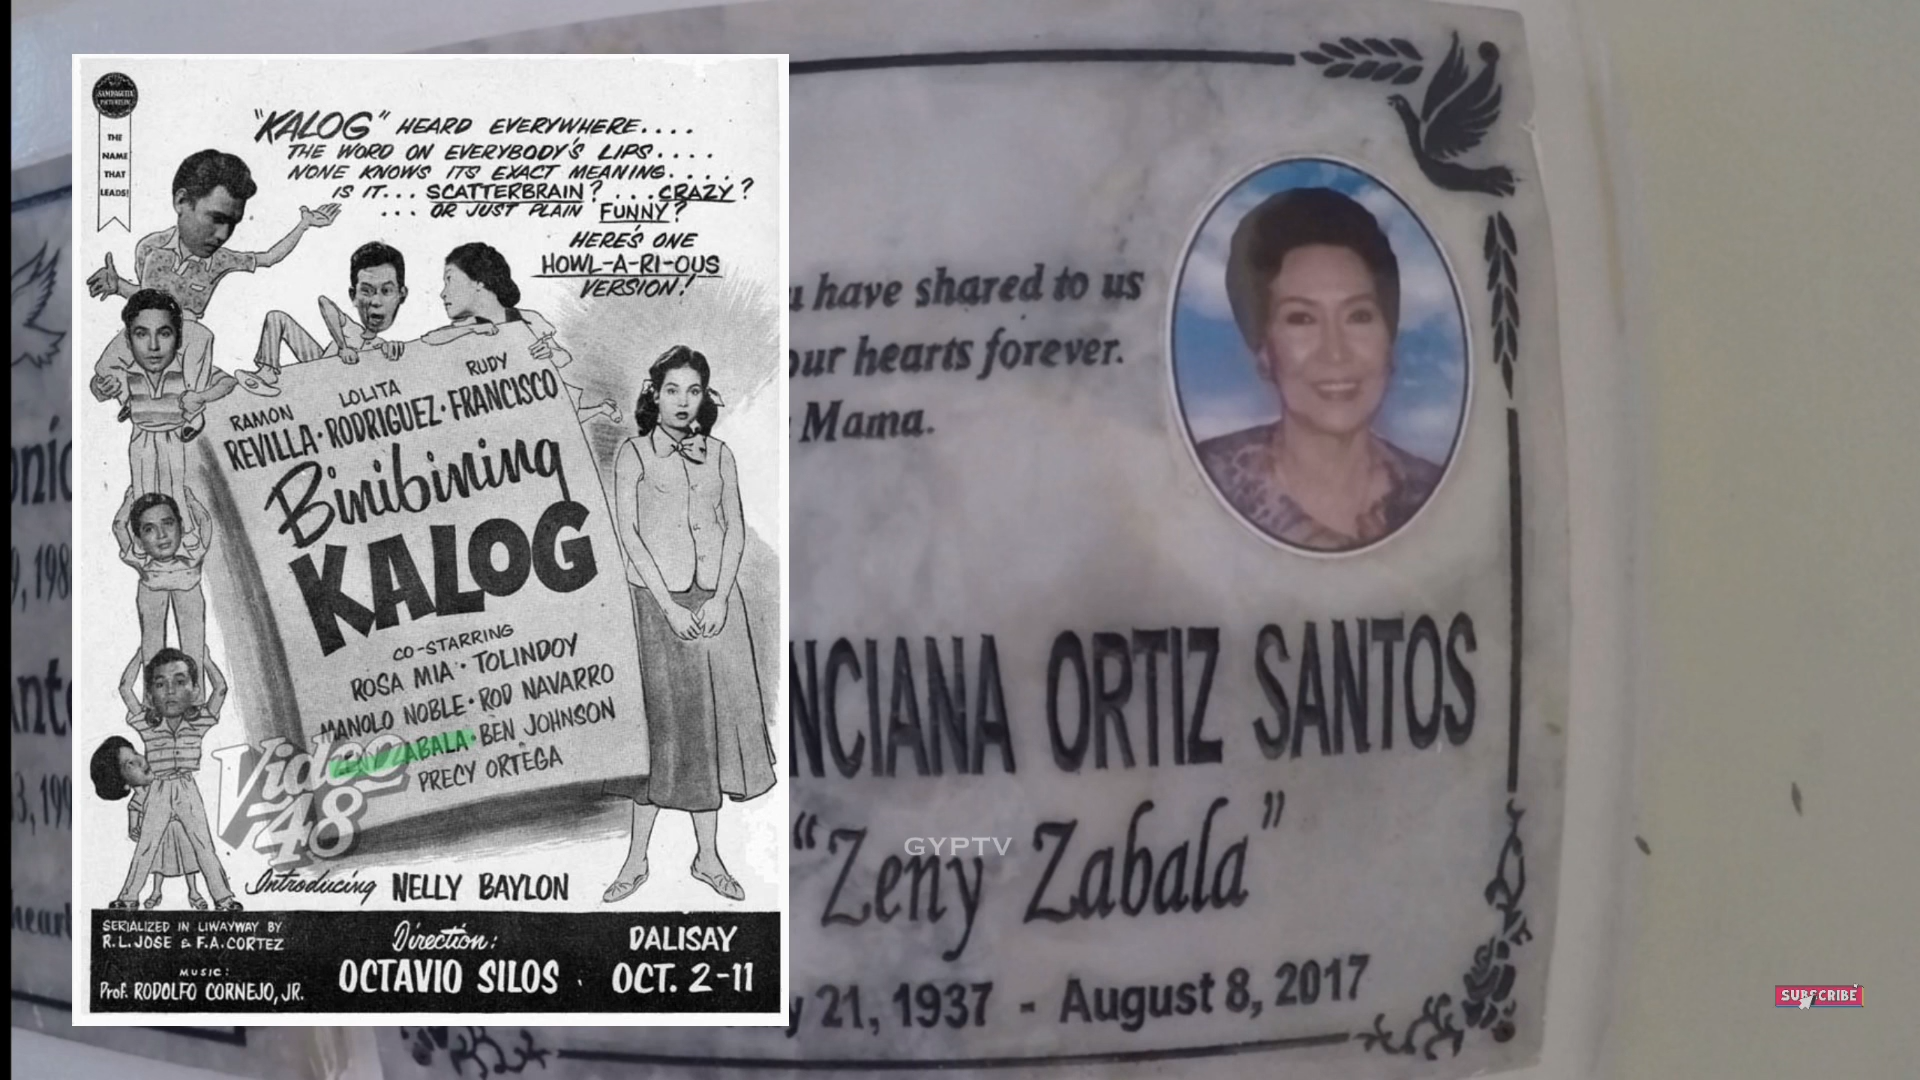 SAMPAGUITA
PICTURES
THE
NAME
THAT
LEADS!
"KALOG" HEARD EVERYWHERE....
THE WORD ON EVERYBODY'S LIPS....
NONE KNOWS ITS EXACT MEANING....
IS IT... SCATTERBRAIN? ...CRAZY?
... OR JUST PLAIN FUNNY?
HERE'S ONE
HOWL-A-RI-OUS
VERSION!
RAMON
REVILLA·
LOLITA
RODRIGUEZ·
RUDY
FRANCISCO
Binibining
KALOG
CO-STARRING
ROSA MIA · TOLINDOY
MANOLO NOBLE · ROD NAVARRO
ZENY ZABALA · BEN JOHNSON
PRECY ORTEGA
Video
48
Introducing NELLY BAYLON
SERIALIZED IN LIWAYWAY BY
R.L. JOSE & F.A. CORTEZ
MUSIC:
Prof. RODOLFO CORNEJO, JR.
Direction:
OCTAVIO SILOS
DALISAY
OCT. 2-11
have shared to us
our hearts forever.
Mama.
NCIANA ORTIZ SANTOS
"Zeny Zabala"
21, 1937 - August 8, 2017
GYPTV
SUBSCRIBE